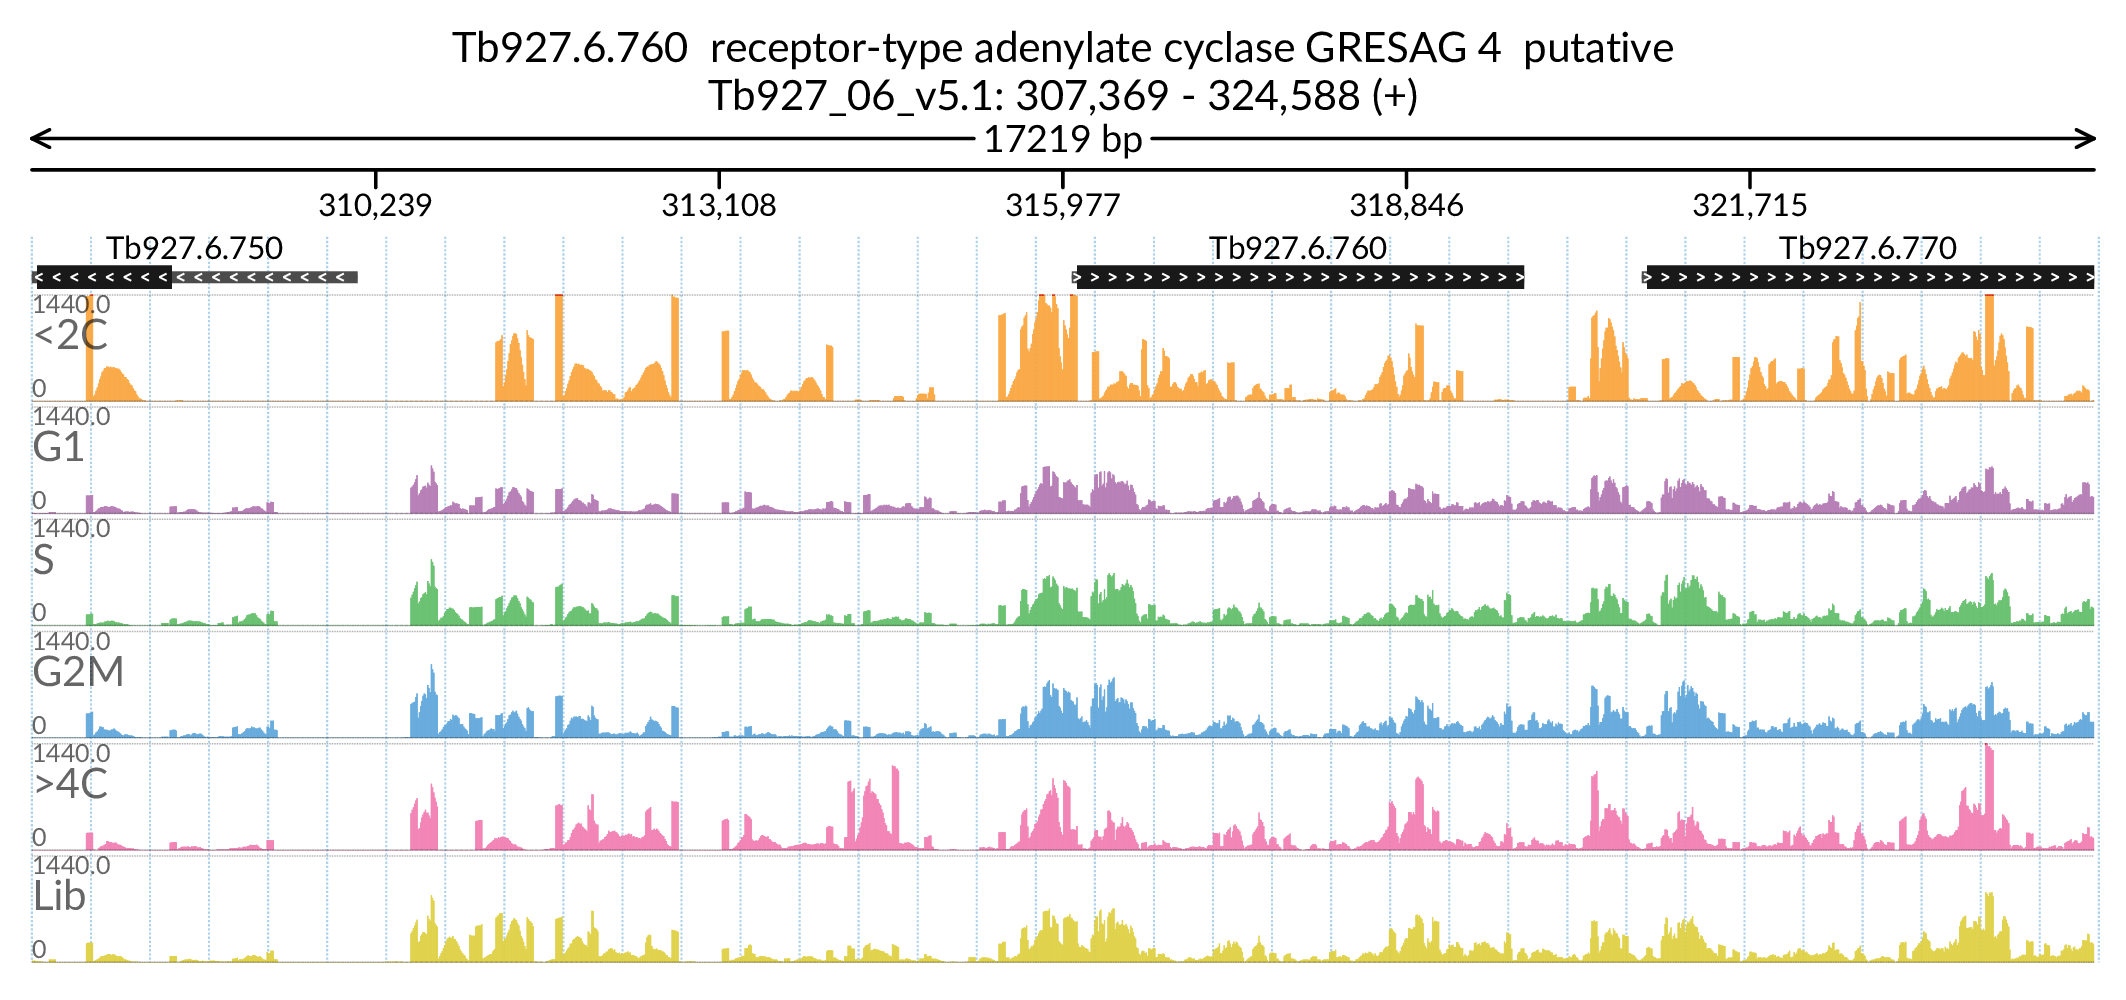 Tb927.6.760  receptor-type adenylate cyclase GRESAG 4  putative
Tb927_06_v5.1: 307,369 - 324,588 (+)
17219 bp
310,239 313,108 315,977 318,846 321,715
Tb927.6.750 Tb927.6.760 Tb927.6.770
1440.0
<2C
0
1440.0
G1
0
1440.0
S
0
1440.0
G2M
0
1440.0
>4C
0
1440.0
Lib
0